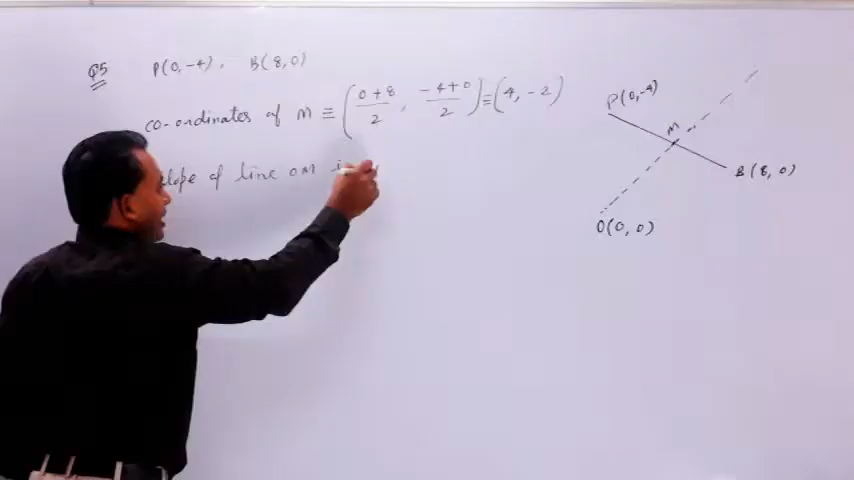 Q5 P(0,-4), B(8,0)
co-ordinates of M ≡ (0+8/2, -4+0/2) ≡ (4, -2)
slope of line OM is
P(0,-4)
M
B(8, 0)
O(0, 0)